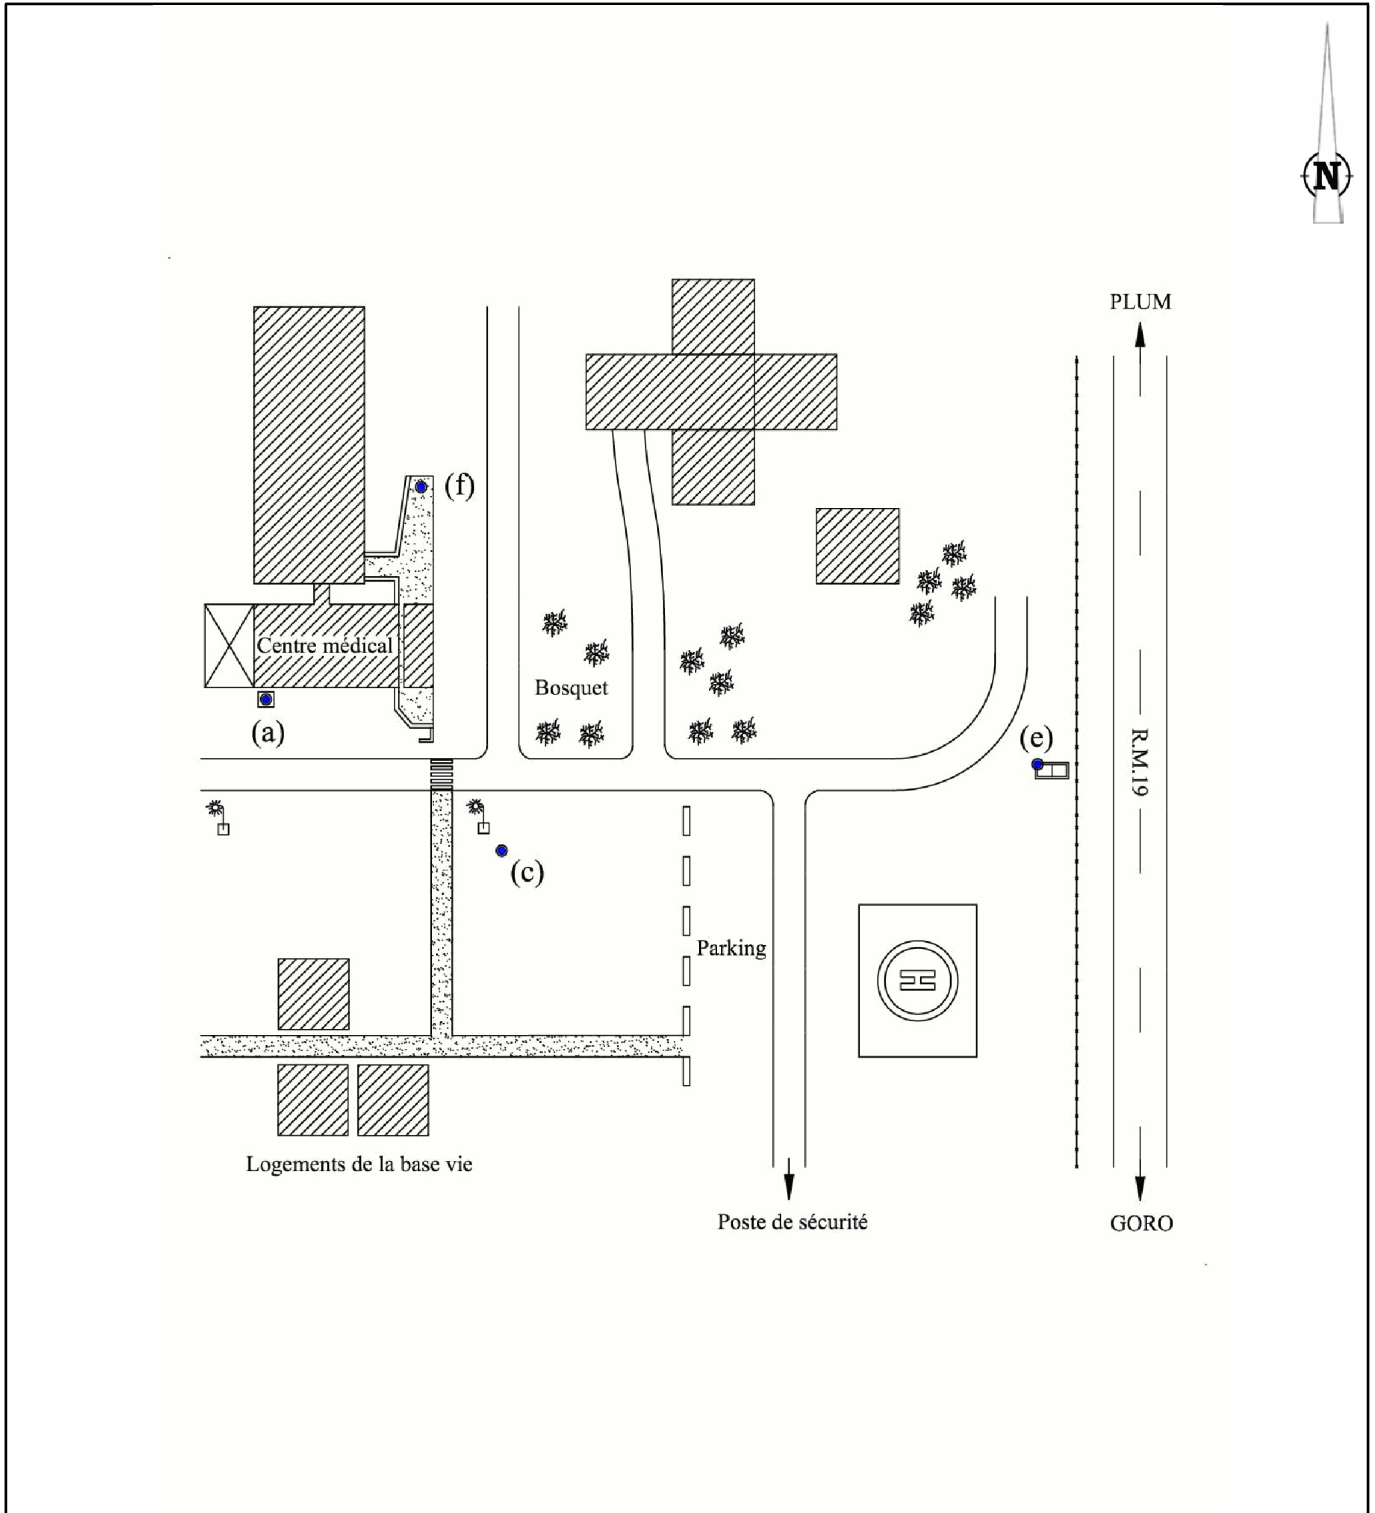 N
PLUM
(f)
Centre médical
Bosquet
(a)
(e)
R.M.19
(c)
Parking
H
Logements de la base vie
Poste de sécurité
GORO